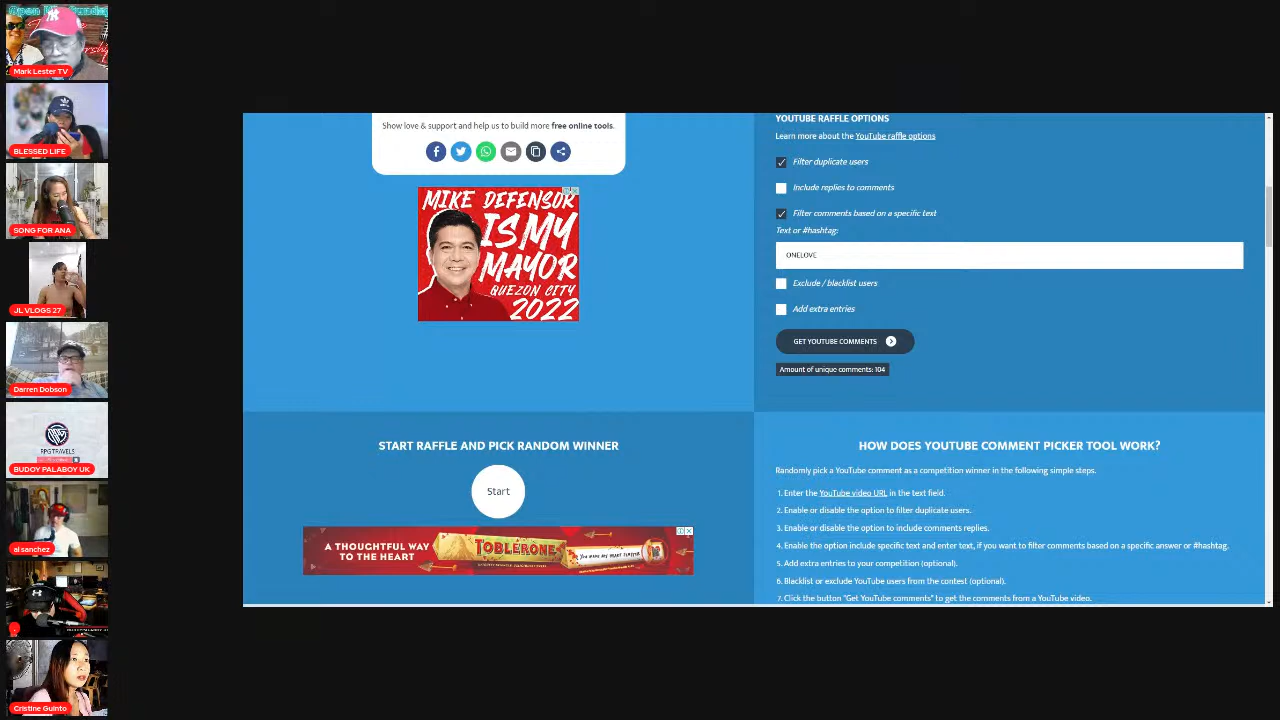 Mark Lester TV
BLESSED LIFE
SONG FOR ANA
JL VLOGS 27
Darren Dobson
RPG TRAVELS
BUDOY PALABOY UK
al sanchez
Cristine Guinto
Show love & support and help us to build more free online tools.
MIKE DEFENSOR
IS MY
MAYOR
QUEZON CITY
2022
YOUTUBE RAFFLE OPTIONS
Learn more about the YouTube raffle options
Filter duplicate users
Include replies to comments
Filter comments based on a specific text
Text or #hashtag:
ONELOVE
Exclude / blacklist users
Add extra entries
GET YOUTUBE COMMENTS
Amount of unique comments: 104
START RAFFLE AND PICK RANDOM WINNER
Start
A THOUGHTFUL WAY
TO THE HEART
TOBLERONE
HOW DOES YOUTUBE COMMENT PICKER TOOL WORK?
Randomly pick a YouTube comment as a competition winner in the following simple steps.
1. Enter the YouTube video URL in the text field.
2. Enable or disable the option to filter duplicate users.
3. Enable or disable the option to include comments replies.
4. Enable the option include specific text and enter text, if you want to filter comments based on a specific answer or #hashtag.
5. Add extra entries to your competition (optional).
6. Blacklist or exclude YouTube users from the contest (optional).
7. Click the button "Get YouTube comments" to get the comments from a YouTube video.